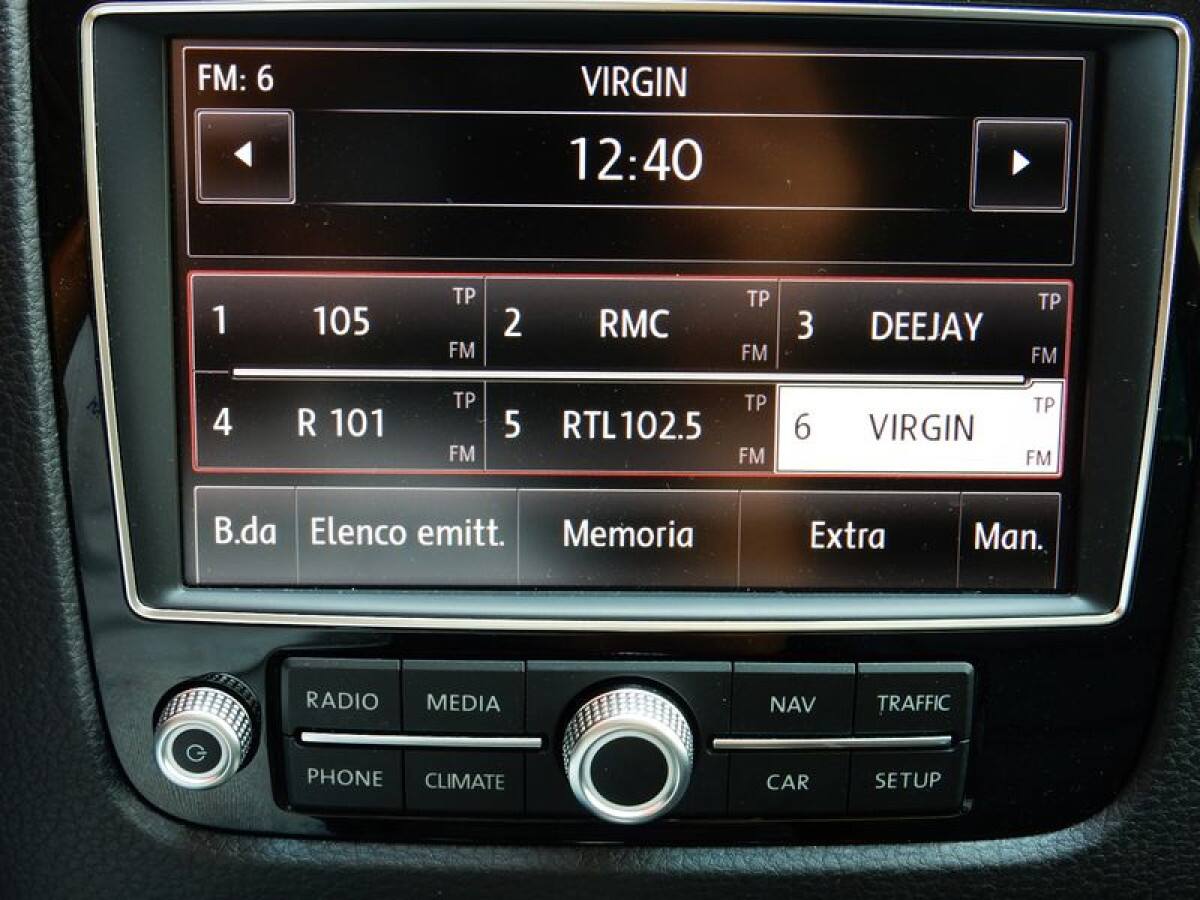 FM: 6 VIRGIN
12:40
1 105 TP FM 2 RMC TP FM 3 DEEJAY TP FM
4 R 101 TP FM 5 RTL102.5 TP FM 6 VIRGIN TP FM
B.da Elenco emitt. Memoria Extra Man.
RADIO MEDIA NAV TRAFFIC
PHONE CLIMATE CAR SETUP